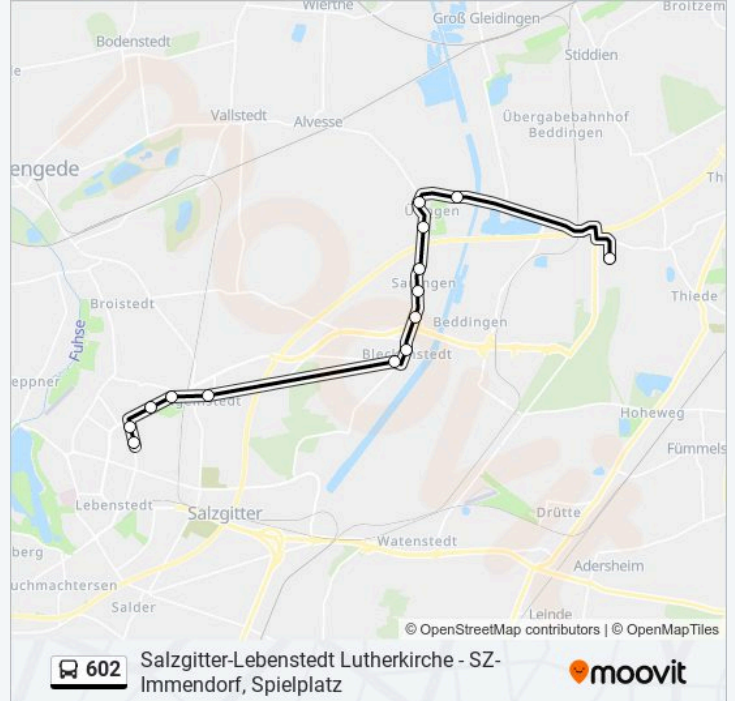 Wierthe
Broitzem
Groß Gleidingen
Bodenstedt
Stiddien
le
Vallstedt
Alvesse
Übergabebahnhof
Beddingen
engede
Th
Broistedt
Thiede
Beddingen
Fuhse
eppner
Hoheweg
Fümmels
Lebenstedt
Salzgitter
Drütte
Watenstedt
berg
Adersheim
uchmachtersen
Salder
Leinde
© OpenStreetMap contributors | © OpenMapTiles
602
Salzgitter-Lebenstedt Lutherkirche - SZ-
Immendorf, Spielplatz
moovit